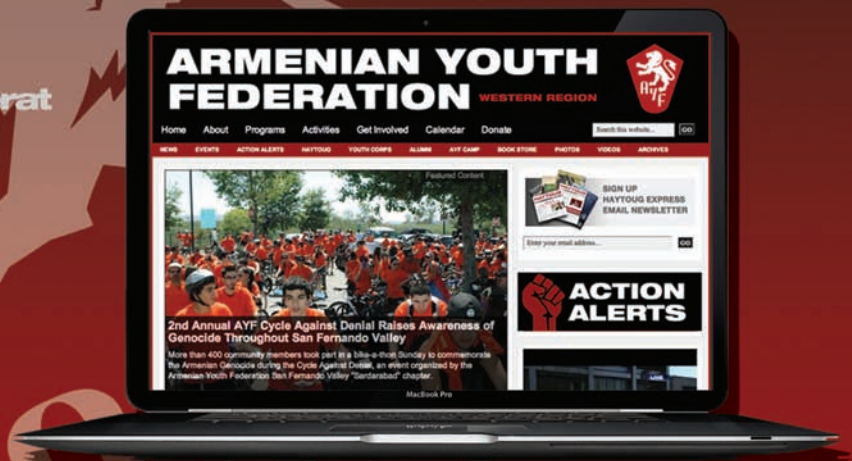 rat
ARMENIAN YOUTH
FEDERATION WESTERN REGION
AYF
Home About Programs Activities Get Involved Calendar Donate
Search this website... GO
NEWS EVENTS ACTION ALERTS HAYTOUG YOUTH CORPS ALUMNI AYF CAMP BOOK STORE PHOTOS VIDEOS ARCHIVES
Featured Content
2nd Annual AYF Cycle Against Denial Raises Awareness of
Genocide Throughout San Fernando Valley
More than 400 community members took part in a bike-a-thon Sunday to commemorate
the Armenian Genocide during the Cycle Against Denial, an event organized by the
Armenian Youth Federation San Fernando Valley "Sardarabad" chapter.
SIGN UP
HAYTOUG EXPRESS
EMAIL NEWSLETTER
Enter your email address... GO
ACTION
ALERTS
MacBook Pro